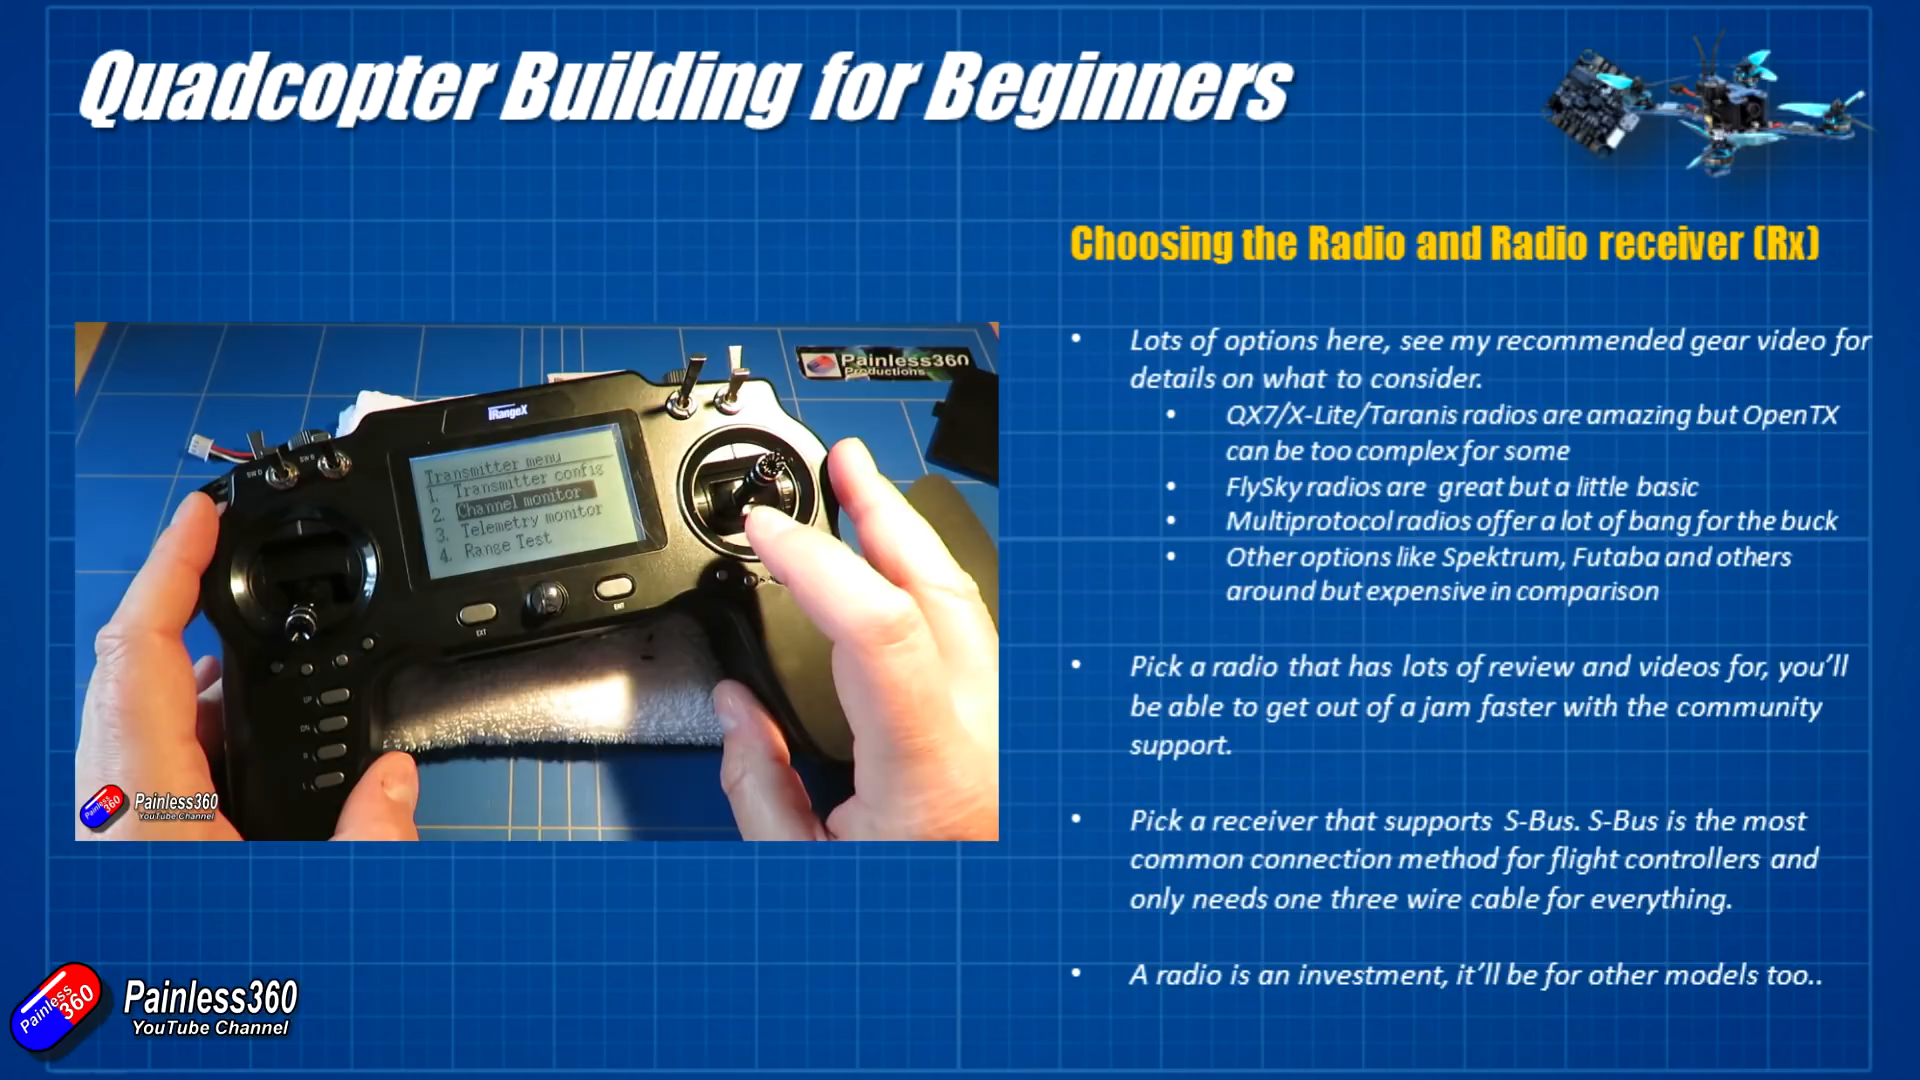 Quadcopter Building for Beginners
Choosing the Radio and Radio receiver (Rx)
• Lots of options here, see my recommended gear video for
details on what to consider.
• QX7/X-Lite/Taranis radios are amazing but OpenTX
can be too complex for some
• FlySky radios are great but a little basic
• Multiprotocol radios offer a lot of bang for the buck
• Other options like Spektrum, Futaba and others
around but expensive in comparison
• Pick a radio that has lots of review and videos for, you'll
be able to get out of a jam faster with the community
support.
• Pick a receiver that supports S-Bus. S-Bus is the most
common connection method for flight controllers and
only needs one three wire cable for everything.
• A radio is an investment, it'll be for other models too..
Painless360
Productions
iRangeX
SW D
SW B
Transmitter menu
1. Transmitter config
2. Channel monitor
3. Telemetry monitor
4. Range Test
EXT
ENT
UP
DN
Painless 360
Painless360
YouTube Channel
Painless 360
Painless360
YouTube Channel